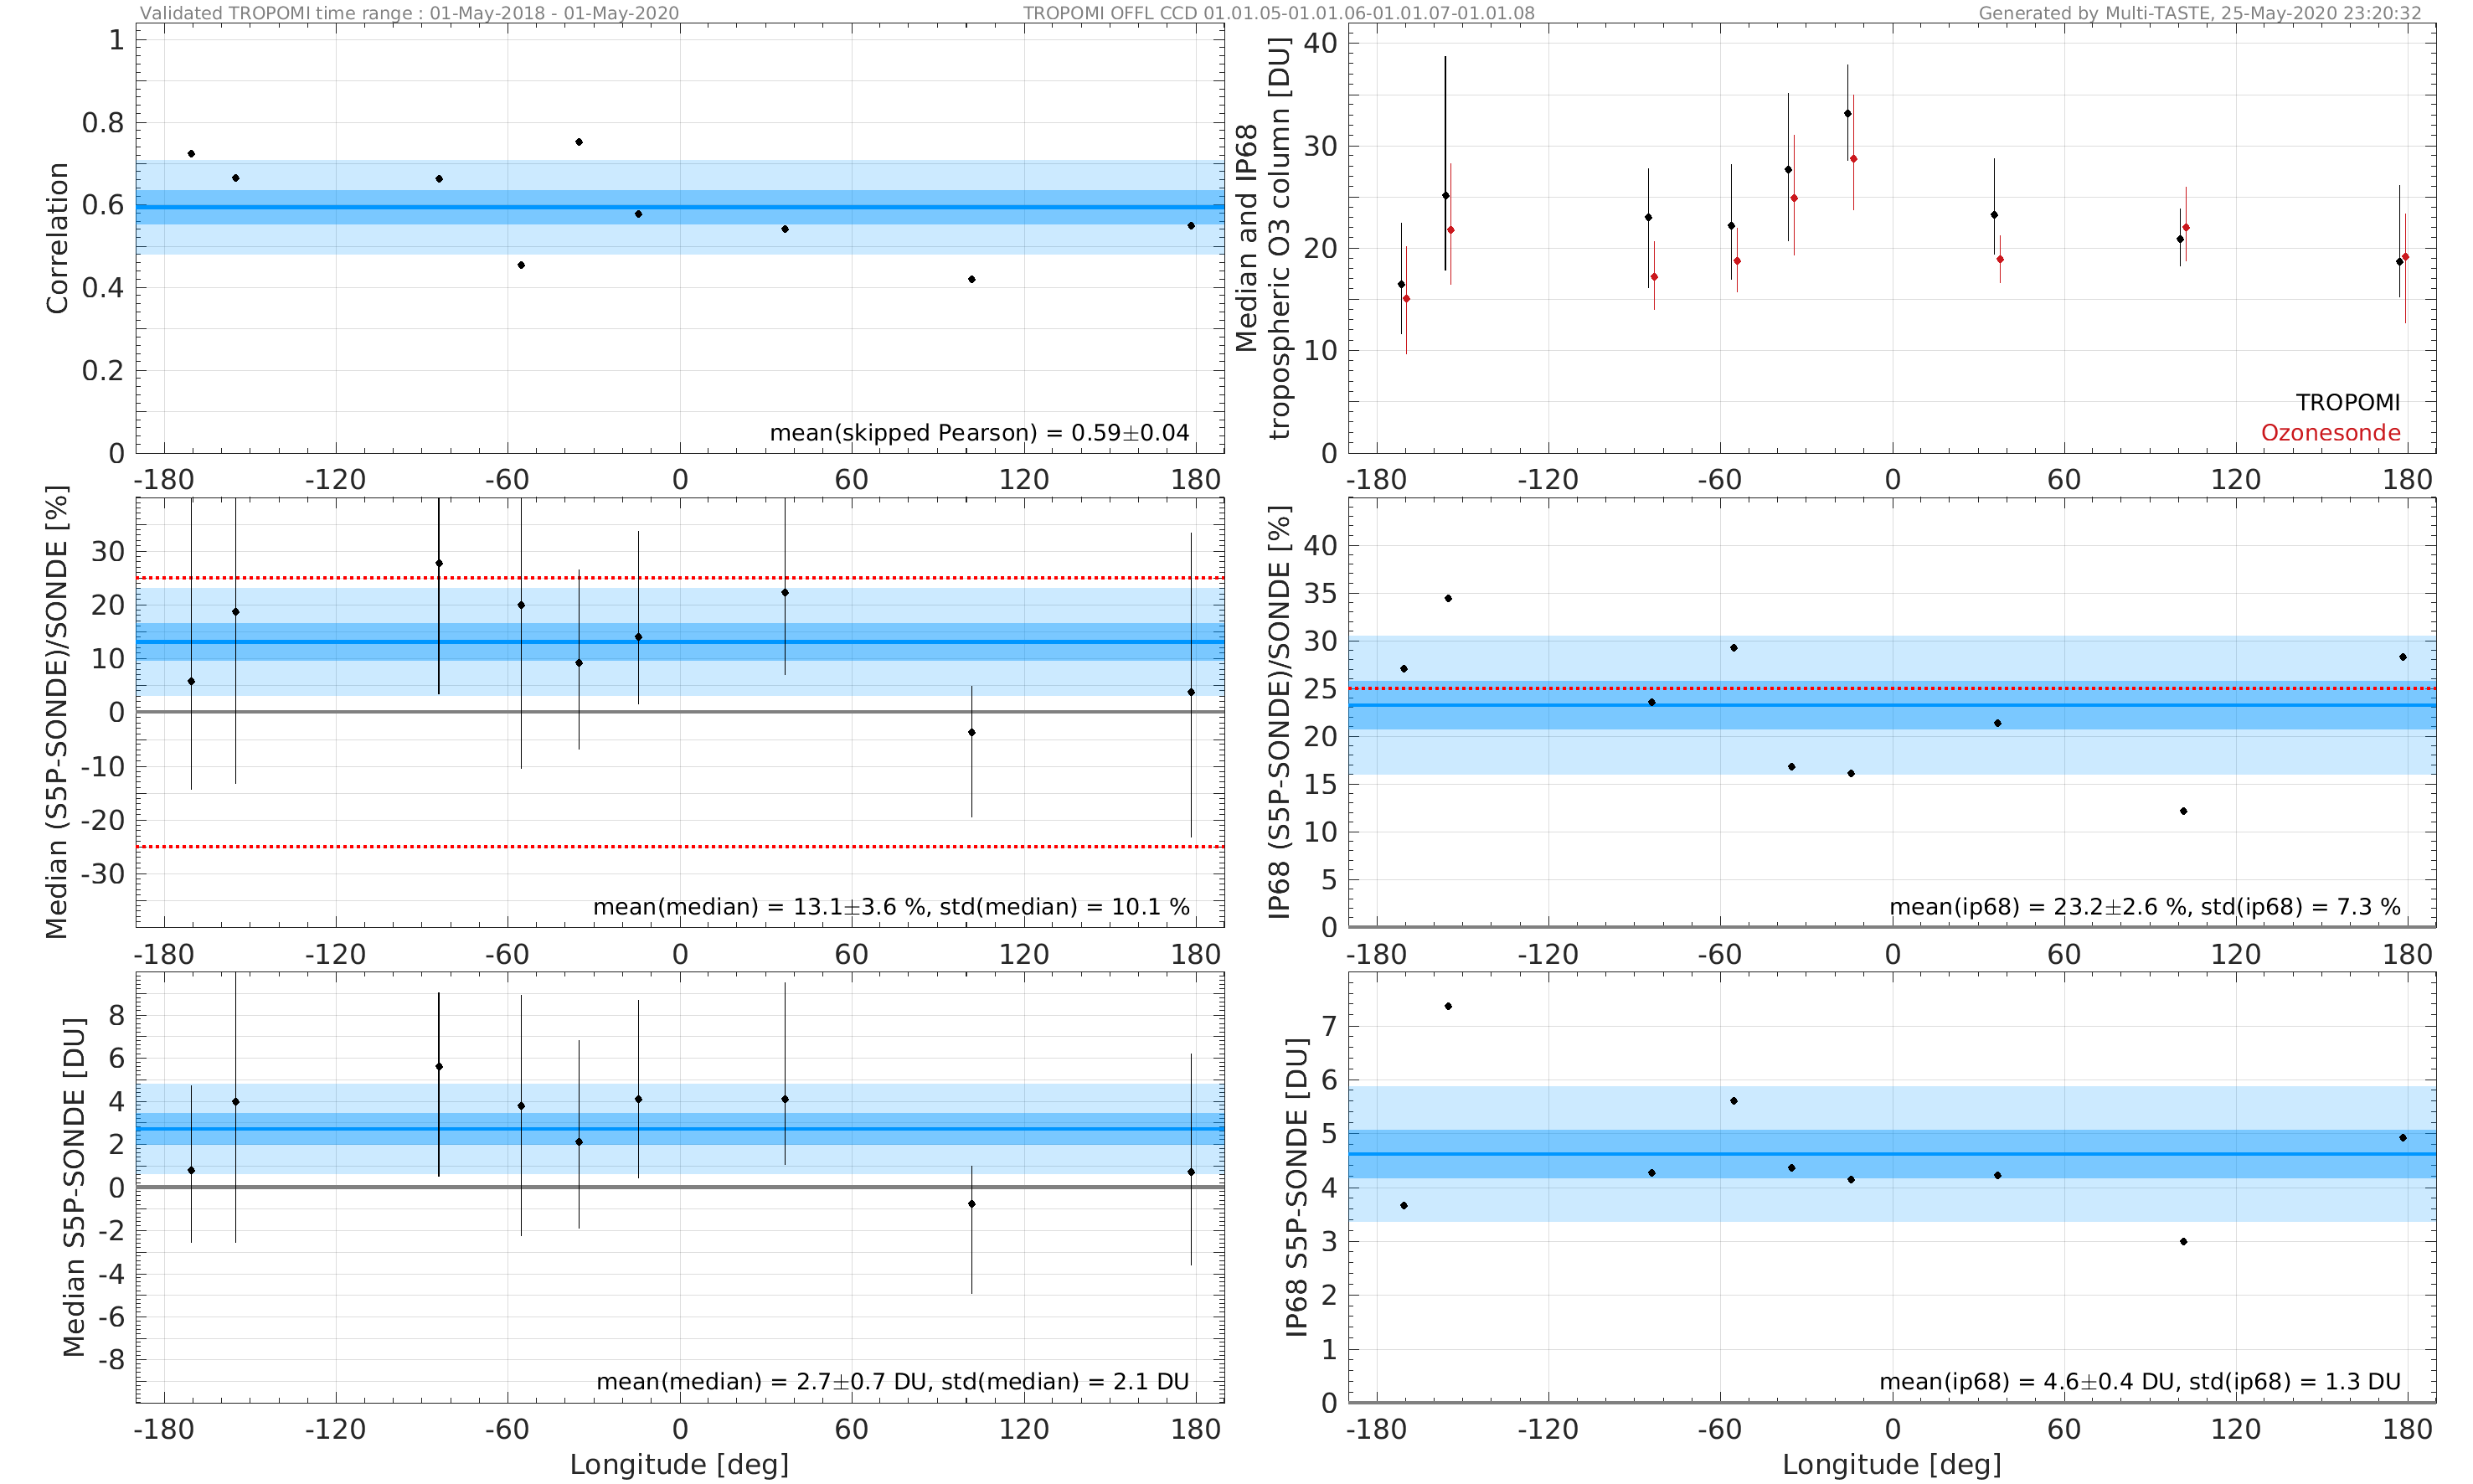 Validated TROPOMI time range : 01-May-2018 - 01-May-2020
TROPOMI OFFL CCD 01.01.05-01.01.06-01.01.07-01.01.08
Generated by Multi-TASTE, 25-May-2020 23:20:32
Correlation
1
0.8
0.6
0.4
0.2
0
mean(skipped Pearson) = 0.59±0.04
-180 -120 -60 0 60 120 180
Median and IP68
tropospheric O3 column [DU]
40
30
20
10
0
TROPOMI
Ozonesonde
-180 -120 -60 0 60 120 180
Median (S5P-SONDE)/SONDE [%]
30
20
10
0
-10
-20
-30
mean(median) = 13.1±3.6 %, std(median) = 10.1 %
-180 -120 -60 0 60 120 180
IP68 (S5P-SONDE)/SONDE [%]
40
35
30
25
20
15
10
5
0
mean(ip68) = 23.2±2.6 %, std(ip68) = 7.3 %
-180 -120 -60 0 60 120 180
Median S5P-SONDE [DU]
8
6
4
2
0
-2
-4
-6
-8
mean(median) = 2.7±0.7 DU, std(median) = 2.1 DU
-180 -120 -60 0 60 120 180
Longitude [deg]
IP68 S5P-SONDE [DU]
7
6
5
4
3
2
1
0
mean(ip68) = 4.6±0.4 DU, std(ip68) = 1.3 DU
-180 -120 -60 0 60 120 180
Longitude [deg]